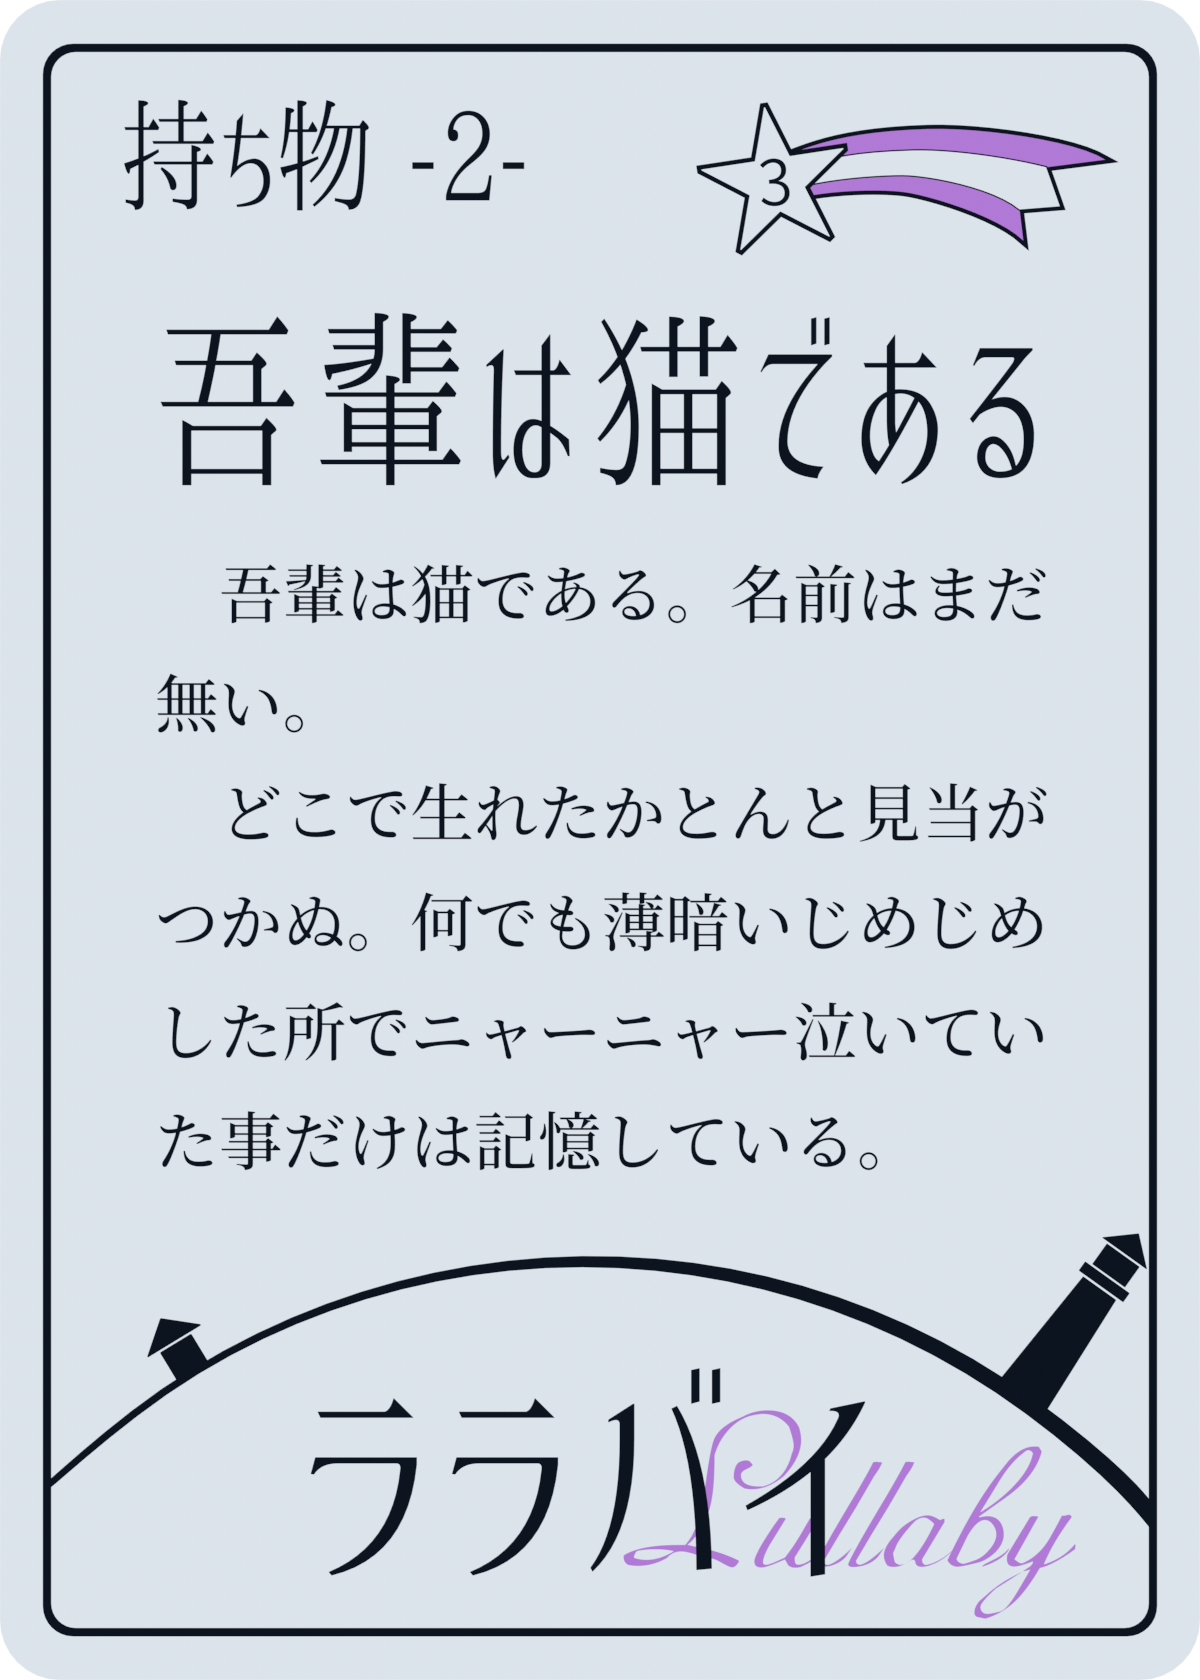 持ち物 -2-
3
吾輩は猫である
　吾輩は猫である。名前はまだ
無い。
　どこで生れたかとんと見当が
つかぬ。何でも薄暗いじめじめ
した所でニャーニャー泣いてい
た事だけは記憶している。
ララバイ
Lullaby